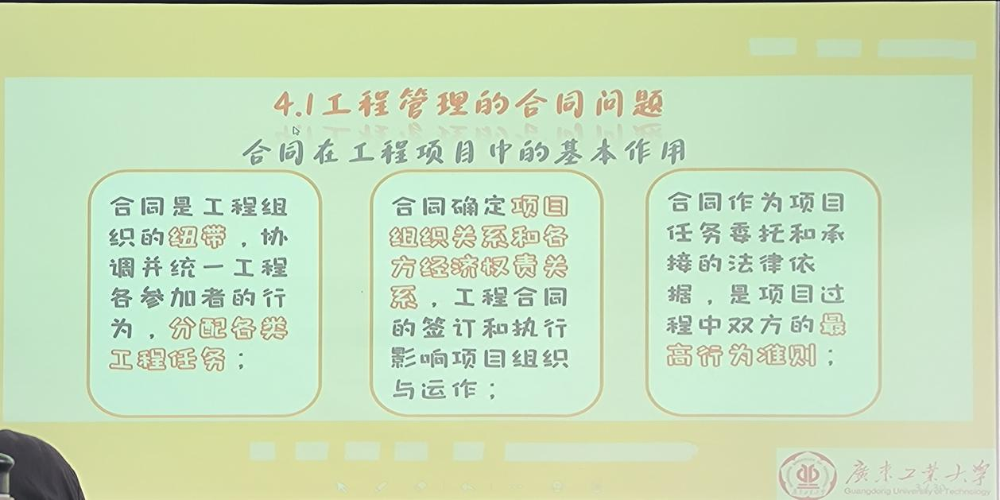 4.1工程管理的合同问题
合同在工程项目中的基本作用
合同是工程组
织的纽带，协
调并统一工程
各参加者的行
为，分配各类
工程任务；
合同确定项目
组织关系和各
方经济权责关
系，工程合同
的签订和执行
影响项目组织
与运作；
合同作为项目
任务委托和承
接的法律依
据，是项目过
程中双方的最
高行为准则；
廣東工業大學
Guangdong University of Technology